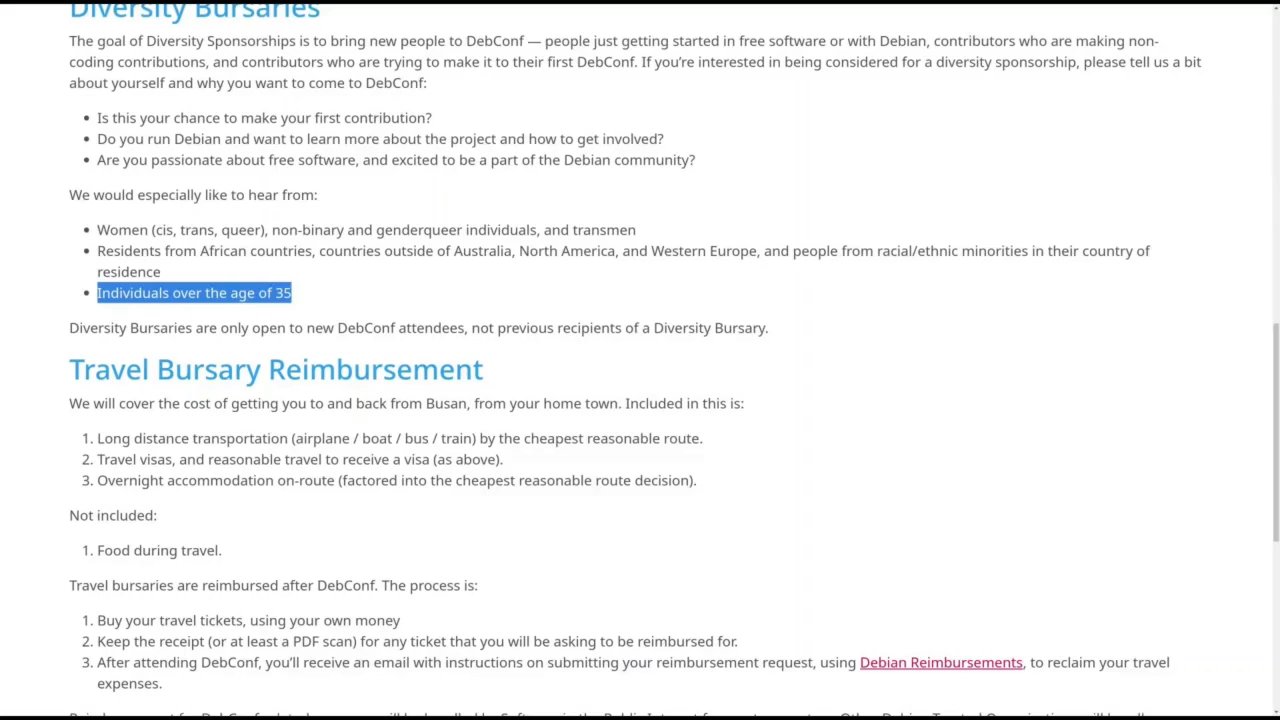 Diversity Bursaries
The goal of Diversity Sponsorships is to bring new people to DebConf — people just getting started in free software or with Debian, contributors who are making non-
coding contributions, and contributors who are trying to make it to their first DebConf. If you’re interested in being considered for a diversity sponsorship, please tell us a bit
about yourself and why you want to come to DebConf:
• Is this your chance to make your first contribution?
• Do you run Debian and want to learn more about the project and how to get involved?
• Are you passionate about free software, and excited to be a part of the Debian community?
We would especially like to hear from:
• Women (cis, trans, queer), non-binary and genderqueer individuals, and transmen
• Residents from African countries, countries outside of Australia, North America, and Western Europe, and people from racial/ethnic minorities in their country of
residence
• Individuals over the age of 35
Diversity Bursaries are only open to new DebConf attendees, not previous recipients of a Diversity Bursary.
Travel Bursary Reimbursement
We will cover the cost of getting you to and back from Busan, from your home town. Included in this is:
1. Long distance transportation (airplane / boat / bus / train) by the cheapest reasonable route.
2. Travel visas, and reasonable travel to receive a visa (as above).
3. Overnight accommodation on-route (factored into the cheapest reasonable route decision).
Not included:
1. Food during travel.
Travel bursaries are reimbursed after DebConf. The process is:
1. Buy your travel tickets, using your own money
2. Keep the receipt (or at least a PDF scan) for any ticket that you will be asking to be reimbursed for.
3. After attending DebConf, you’ll receive an email with instructions on submitting your reimbursement request, using Debian Reimbursements, to reclaim your travel
expenses.